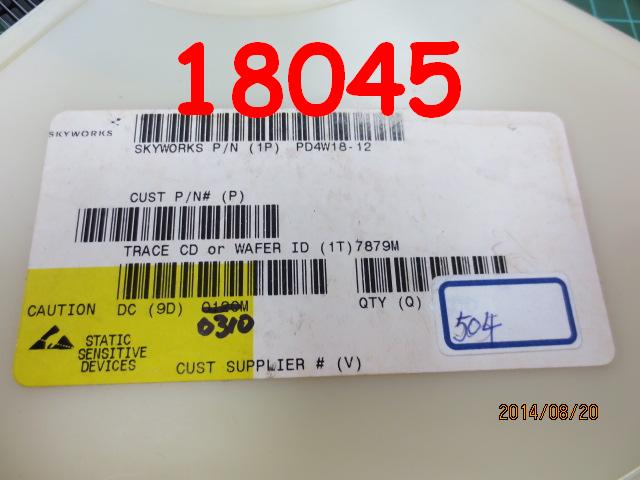 18045
SKYWORKS
SKYWORKS P/N (1P) PD4W18-12
CUST P/N# (P)
TRACE CD or WAFER ID (1T)7879M
CAUTION DC (9D)
0310
QTY (Q)
504
STATIC
SENSITIVE
DEVICES
CUST SUPPLIER # (V)
2014/08/20